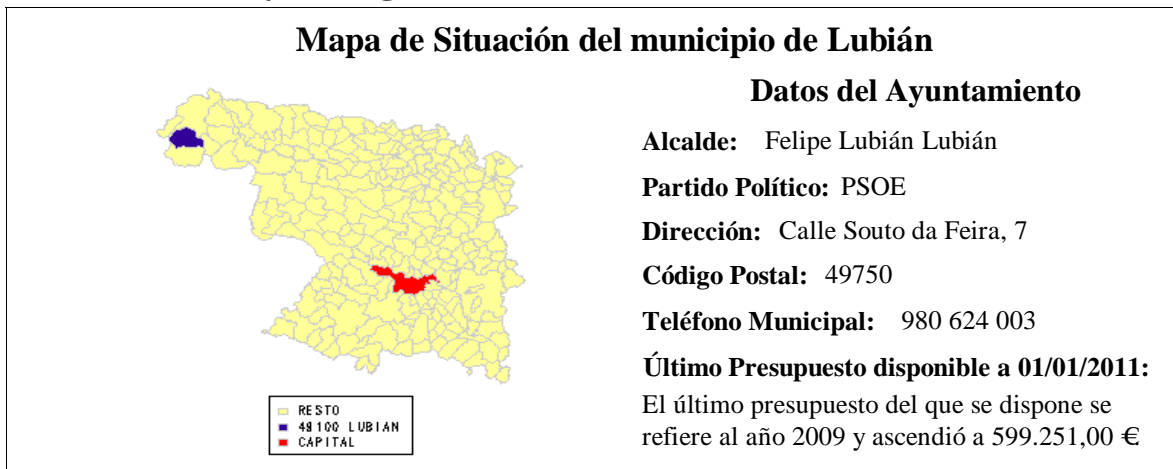 Mapa de Situación del municipio de Lubián
Datos del Ayuntamiento
Alcalde: Felipe Lubián Lubián
Partido Político: PSOE
Dirección: Calle Souto da Feira, 7
Código Postal: 49750
Teléfono Municipal: 980 624 003
Último Presupuesto disponible a 01/01/2011:
El último presupuesto del que se dispone se
refiere al año 2009 y ascendió a 599.251,00 €
RESTO
49100 LUBIAN
CAPITAL